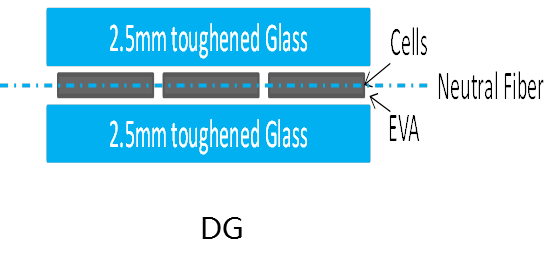 2.5mm toughened Glass
Cells
Neutral Fiber
EVA
2.5mm toughened Glass
DG